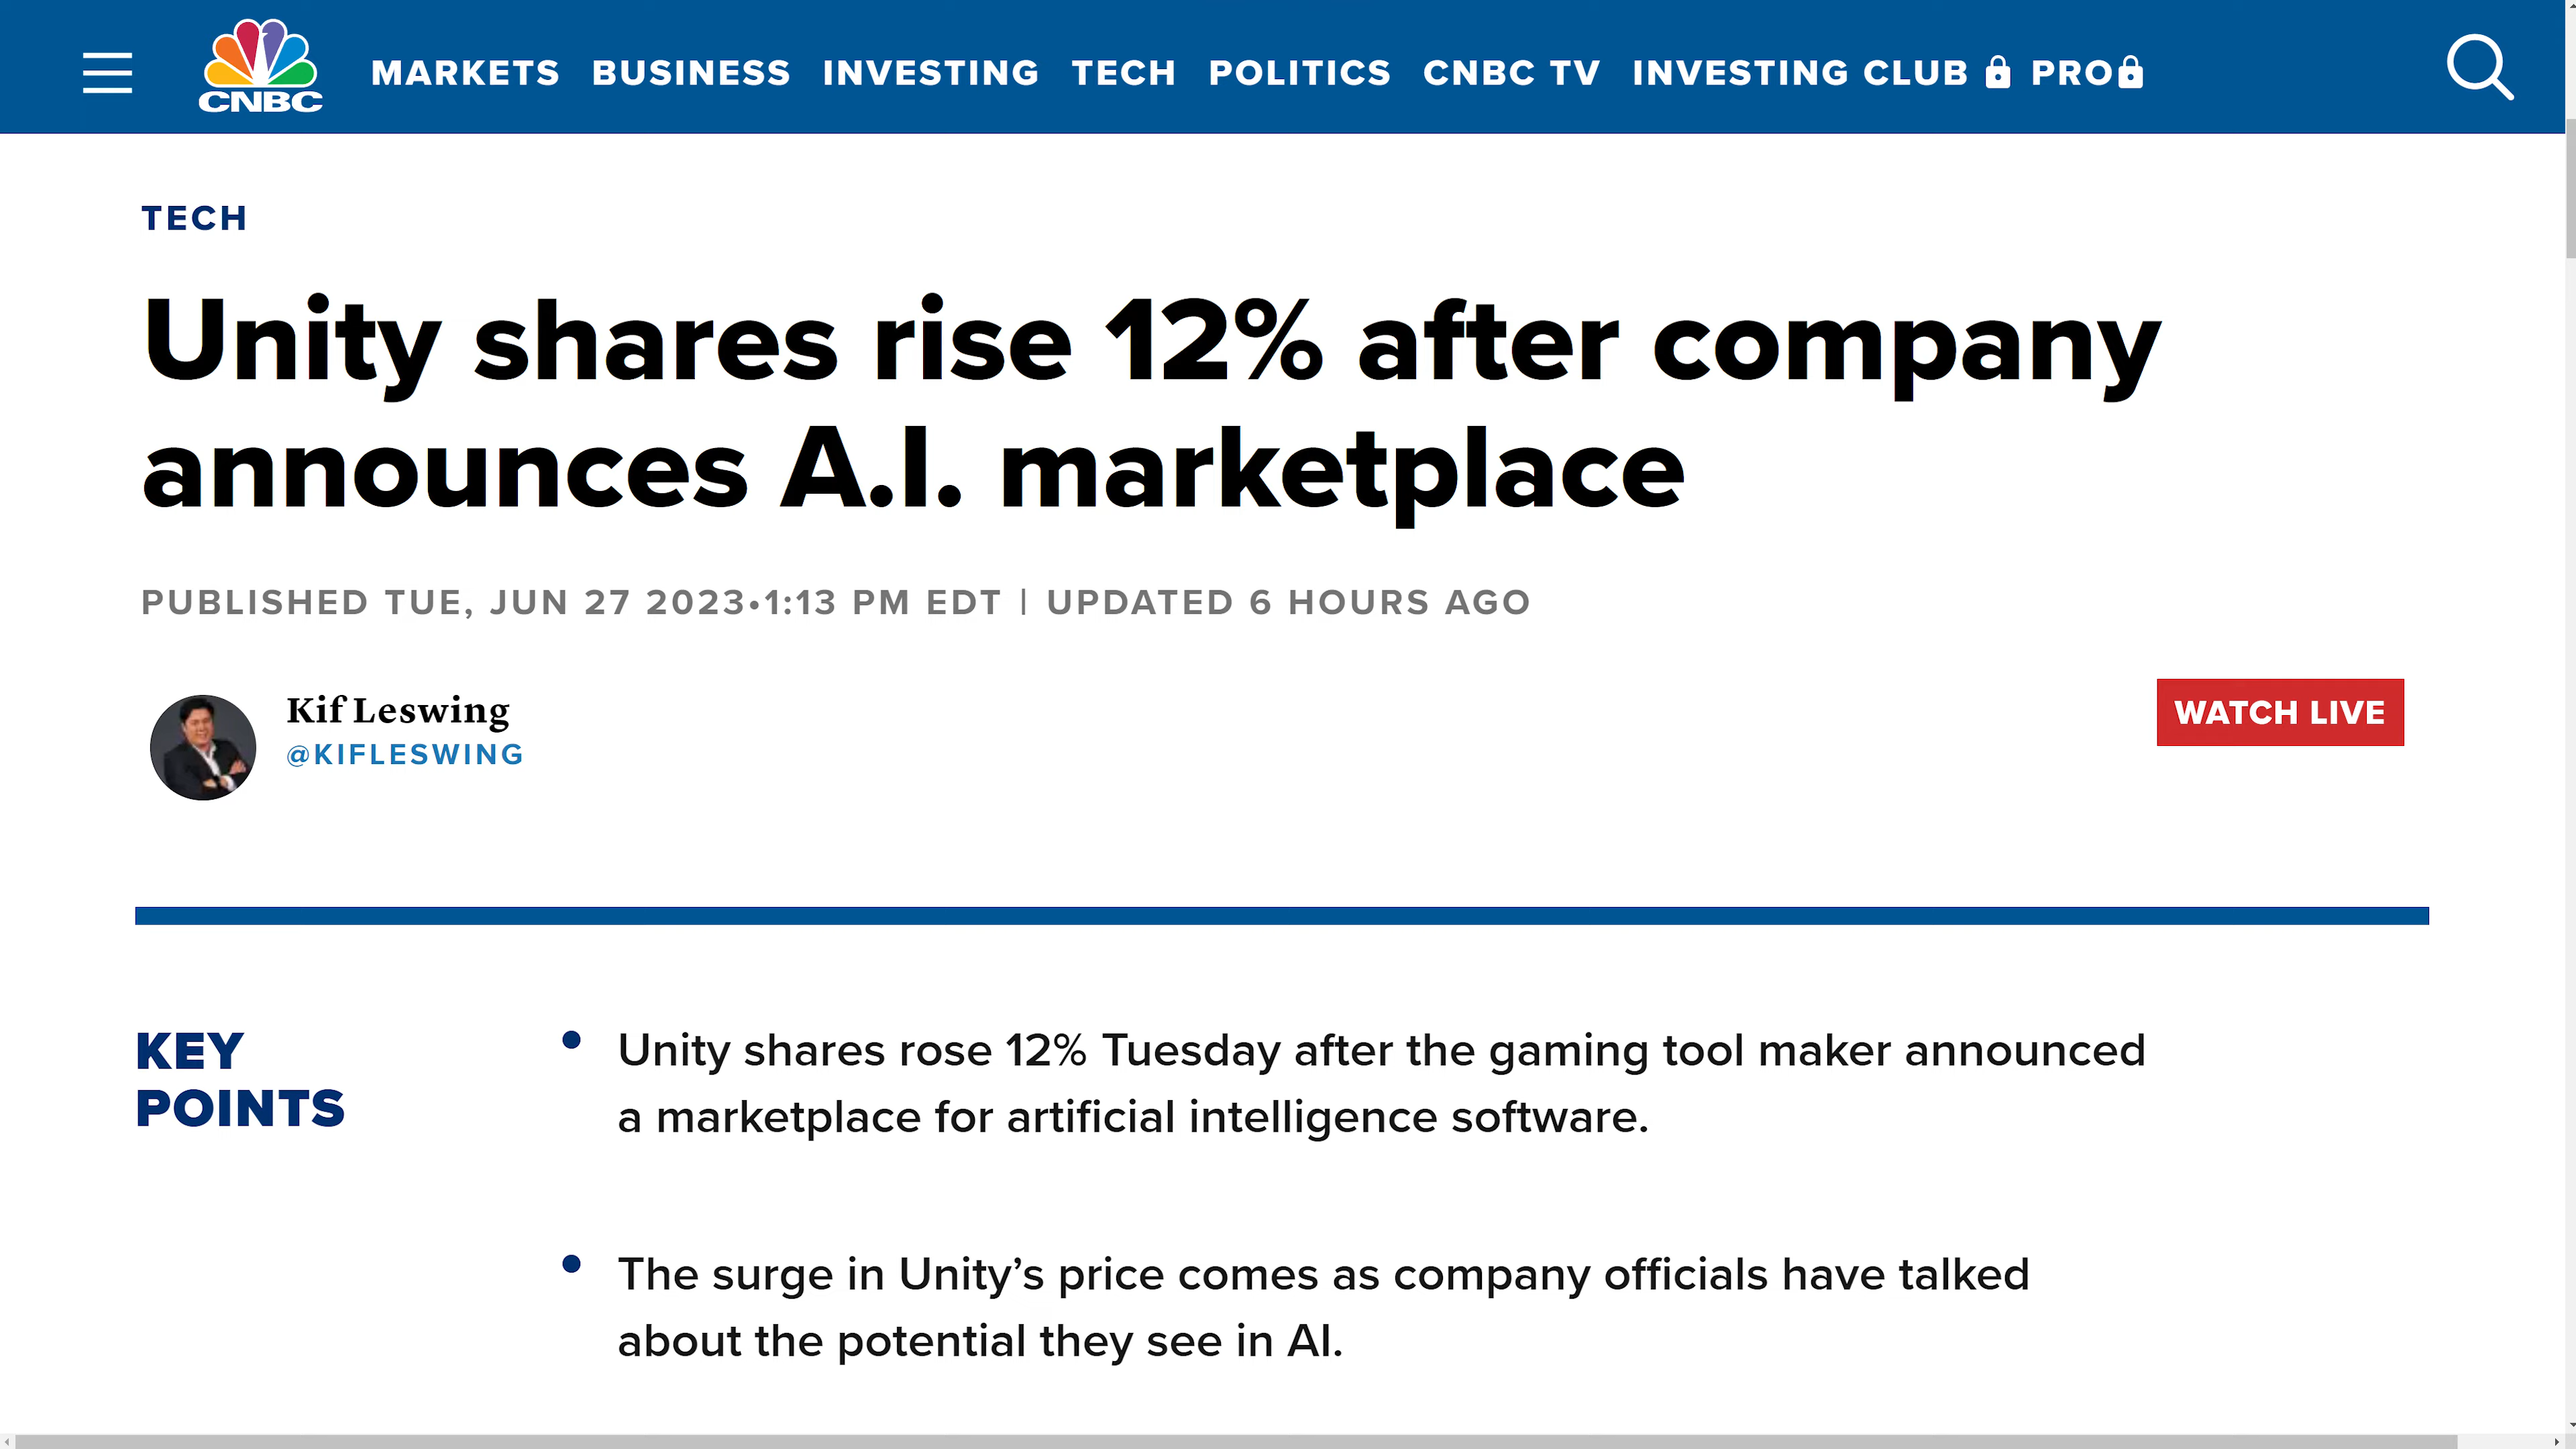 CNBC
MARKETS BUSINESS INVESTING TECH POLITICS CNBC TV INVESTING CLUB PRO
TECH
Unity shares rise 12% after company
announces A.I. marketplace
PUBLISHED TUE, JUN 27 2023•1:13 PM EDT | UPDATED 6 HOURS AGO
Kif Leswing
@KIFLESWING
WATCH LIVE
KEY
POINTS
• Unity shares rose 12% Tuesday after the gaming tool maker announced
a marketplace for artificial intelligence software.
• The surge in Unity’s price comes as company officials have talked
about the potential they see in AI.